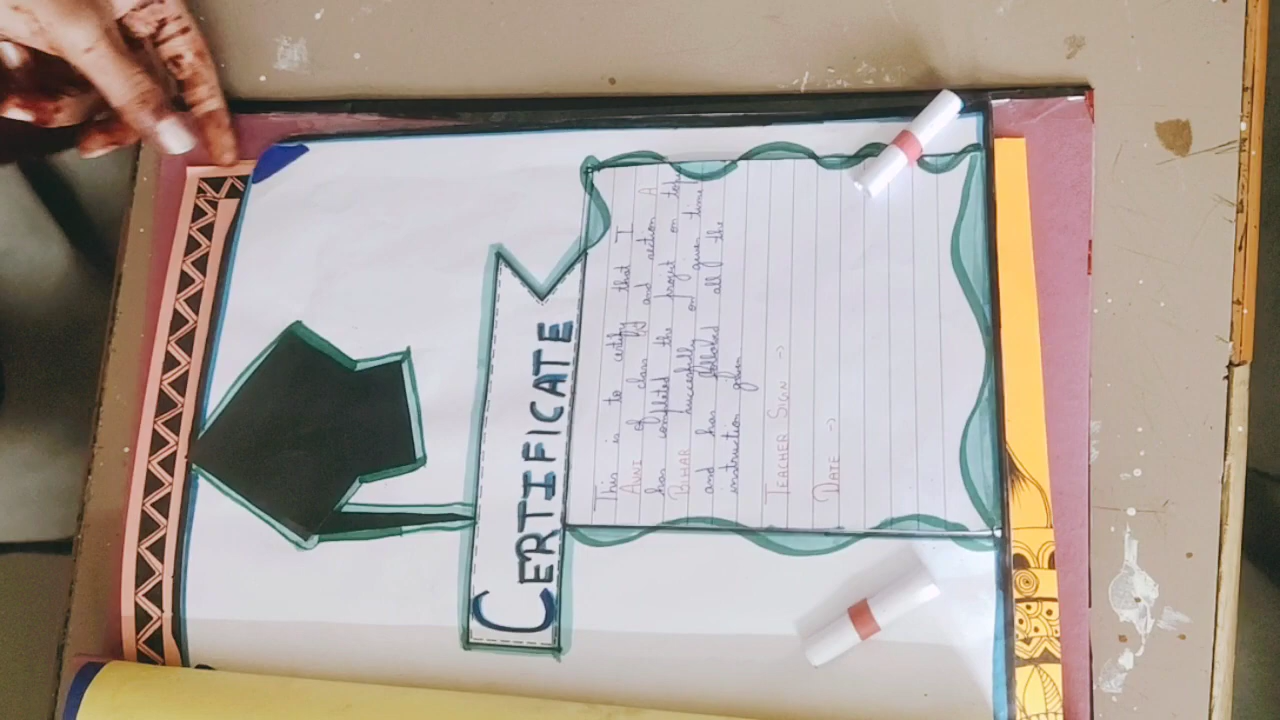 CERTIFICATE
This is to certify that I
AVNI of class and section A
has completed the project on topic
BIHAR successfully on given time
and has followed all the
instruction given
TEACHER SIGN →
DATE →